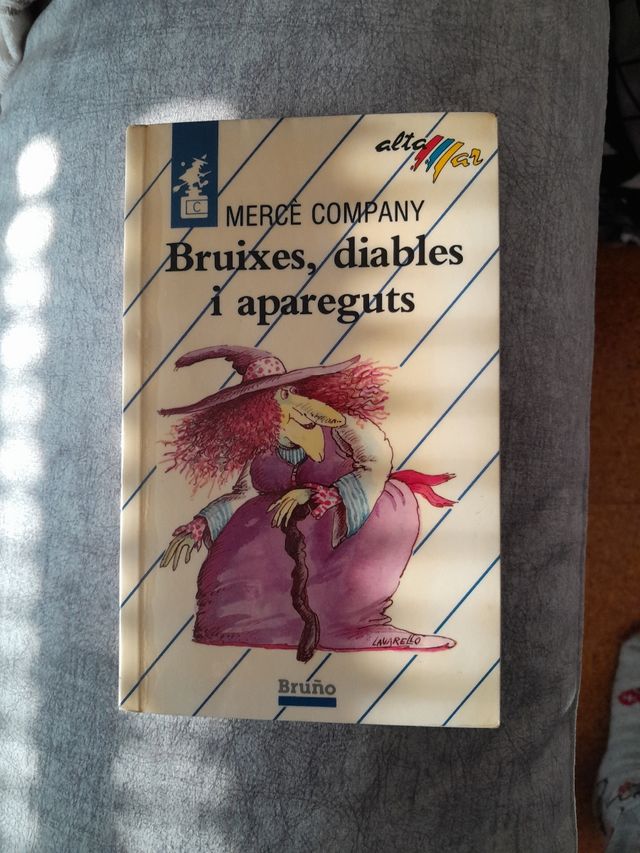 alta Mar
C
MERCÈ COMPANY
Bruixes, diables
i apareguts
LAVARELLO
Bruño